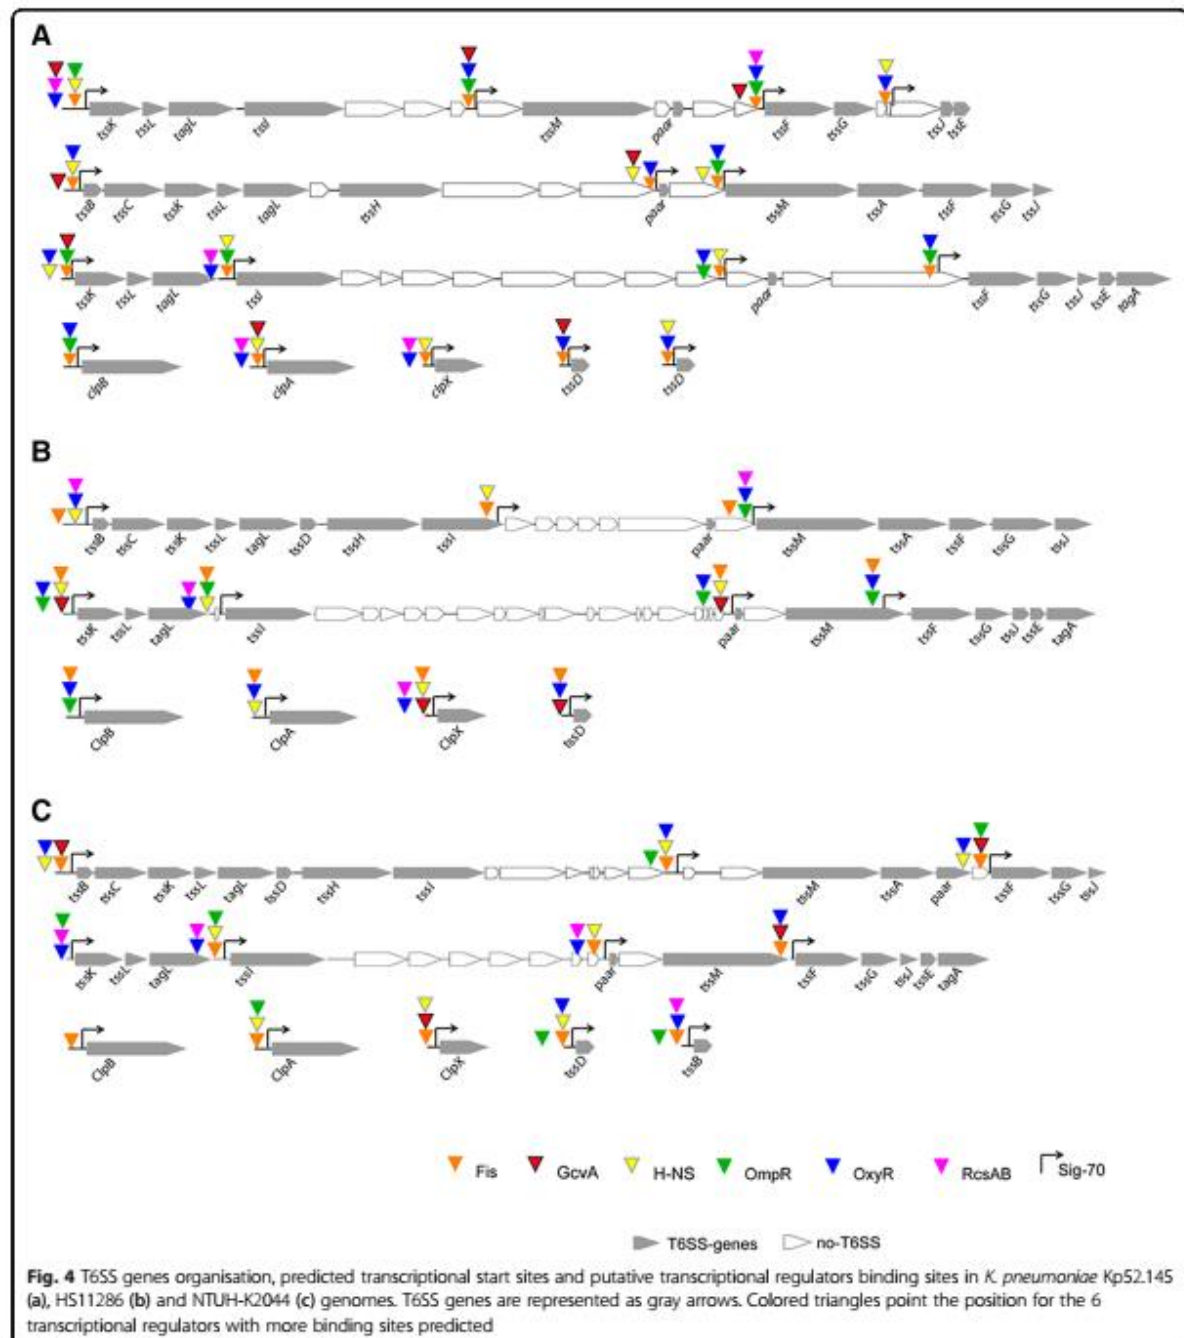 A
tssK tssL tagL tssI tssM paar tssF tssG tssJ tssE
tssB tssC tssK tssL tagL tssH paar tssM tssA tssF ttsG tssJ
tssK tssL tagL tssI paar tssF tssG tssJ tssE tagA
clpB clpA clpX tssD tssD
B
tssB tssC tssK tssL tagL tssD tssH tssI paar tssM tssA tssF tssG tssJ
tssK tssL tagL tssI paar tssM tssF tssG tssJ tssE tagA
ClpB ClpA ClpX tssD
C
tssB tssC tssK tssL tagL tssD tssH tssI tssM tssA paar tssF tssG tssJ
tssK tssL tagL tssI paar tssM tssF tssG tssJ tssE tagA
ClpB ClpA ClpX tssD tssB
Fis GcvA H-NS OmpR OxyR RcsAB Sig-70
T6SS-genes no-T6SS
Fig. 4 T6SS genes organisation, predicted transcriptional start sites and putative transcriptional regulators binding sites in K. pneumoniae Kp52.145
(a), HS11286 (b) and NTUH-K2044 (c) genomes. T6SS genes are represented as gray arrows. Colored triangles point the position for the 6
transcriptional regulators with more binding sites predicted